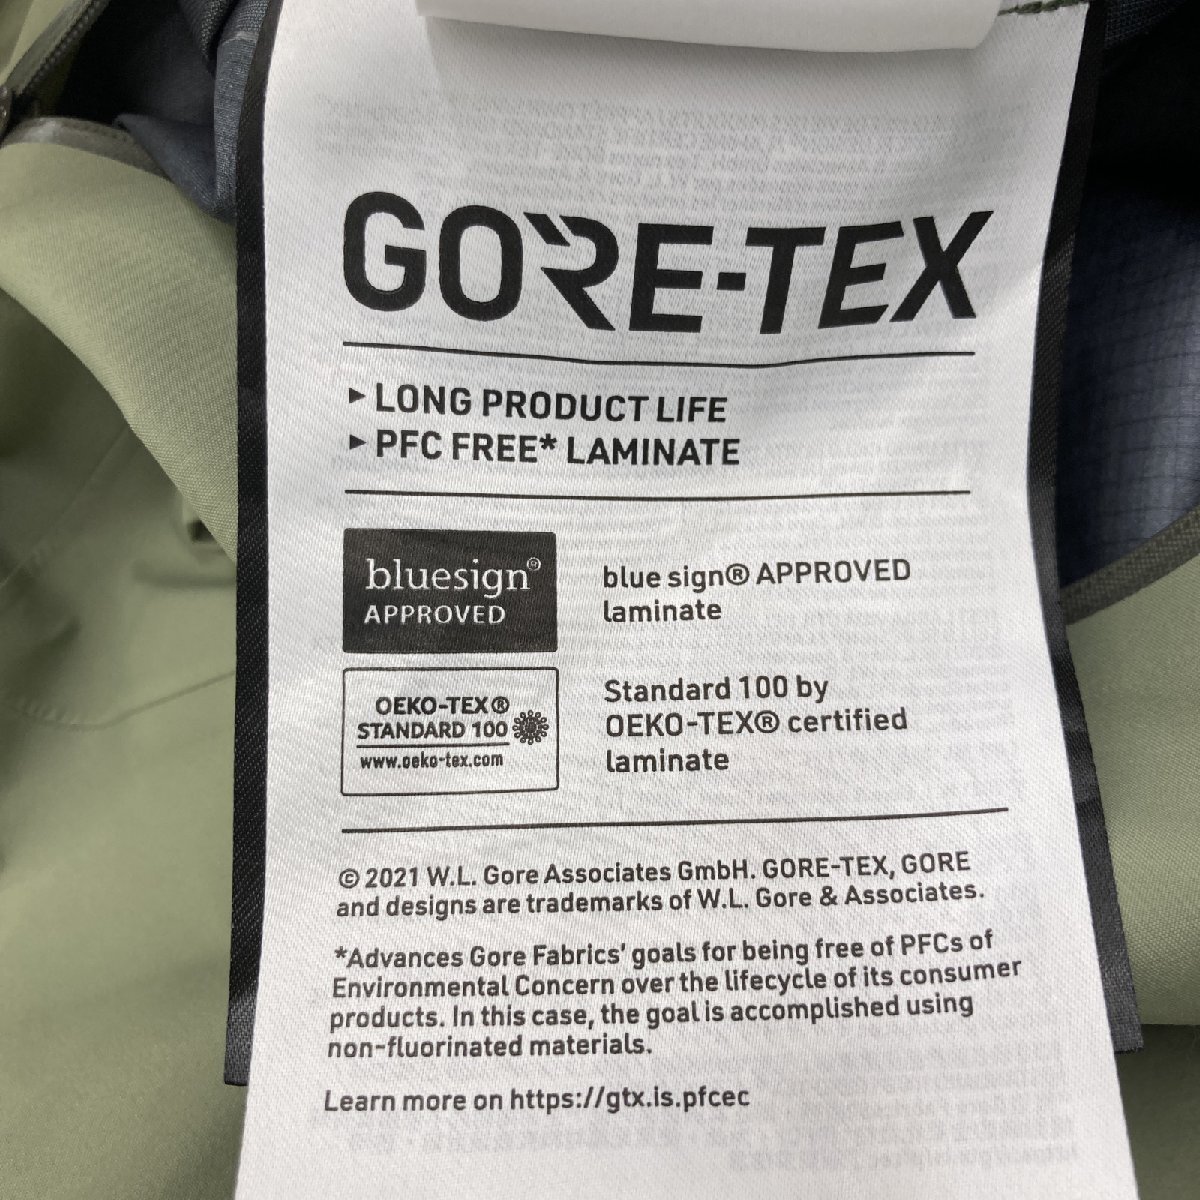 GORE-TEX
▸ LONG PRODUCT LIFE
▸ PFC FREE* LAMINATE
bluesign®
APPROVED
blue sign® APPROVED
laminate
OEKO-TEX®
STANDARD 100
www.oeko-tex.com
Standard 100 by
OEKO-TEX® certified
laminate
© 2021 W.L. Gore Associates GmbH. GORE-TEX, GORE
and designs are trademarks of W.L. Gore & Associates.
*Advances Gore Fabrics' goals for being free of PFCs of
Environmental Concern over the lifecycle of its consumer
products. In this case, the goal is accomplished using
non-fluorinated materials.
Learn more on https://gtx.is.pfcec